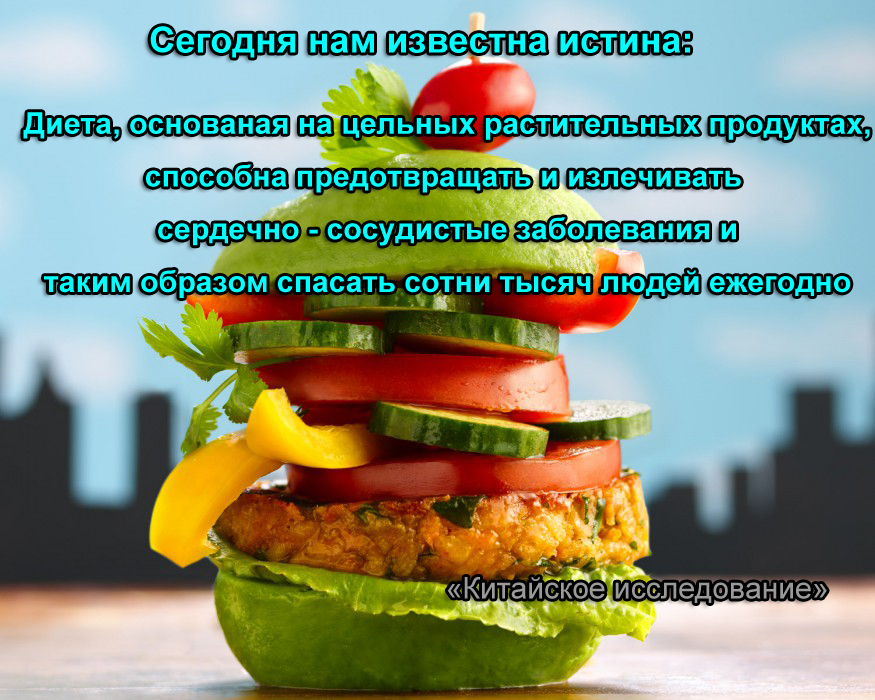 Сегодня нам известна истина:
Диета, основаная на цельных растительных продуктах,
способна предотвращать и излечивать
сердечно - сосудистые заболевания и
таким образом спасать сотни тысяч людей ежегодно
«Китайское исследование»